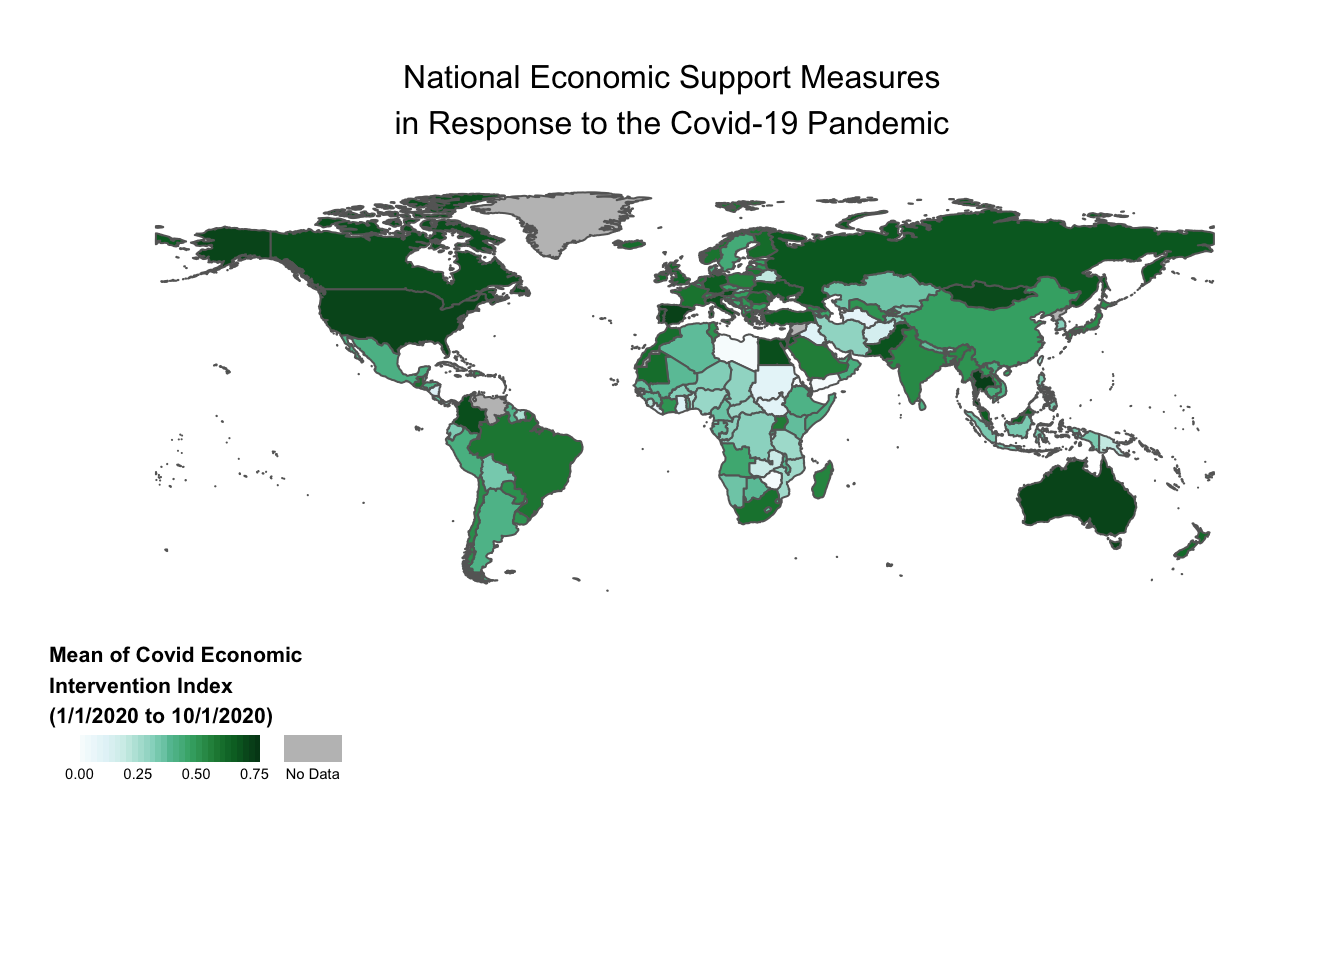 National Economic Support Measures
in Response to the Covid-19 Pandemic
Mean of Covid Economic
Intervention Index
(1/1/2020 to 10/1/2020)
0.00 0.25 0.50 0.75 No Data